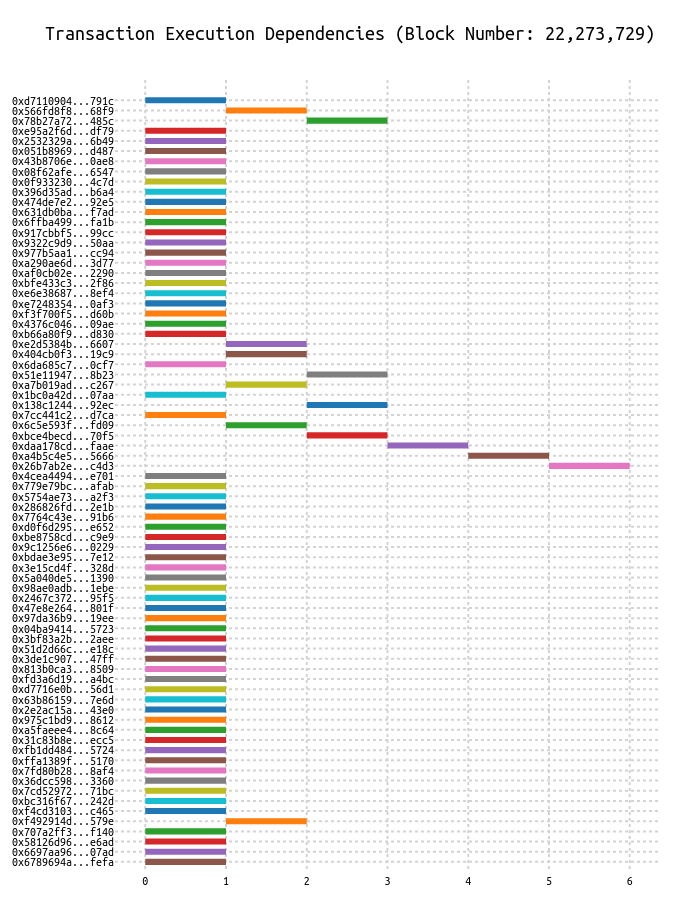 Transaction Execution Dependencies (Block Number: 22,273,729)
0xd7110904...791c
0x566fd8f8...68f9
0x78b27a72...485c
0xe95a2f6d...df79
0x2532329a...6b49
0x051b8969...d487
0x43b8706e...0ae8
0x08f62afe...6547
0x0f933230...4c7d
0x396d35ad...b6a4
0x474de7e2...92e5
0x631db0ba...f7ad
0x6ffba499...fa1b
0x917cbbf5...99cc
0x9322c9d9...50aa
0x977b5aa1...cc94
0xa290ae6d...3d77
0xaf0cb02e...2290
0xbfe433c3...2f86
0xe6e38687...8ef4
0xe7248354...0af3
0xf3f700f5...d60b
0x4376c046...09ae
0xb66a80f9...d830
0xe2d5384b...6607
0x404cb0f3...19c9
0x6da685c7...0cf7
0x51e11947...8b23
0xa7b019ad...c267
0x1bc0a42d...07aa
0x138c1244...92ec
0x7cc441c2...d7ca
0x6c5e593f...fd09
0xbce4becd...70f5
0xdaa178cd...faae
0xa4b5c4e5...5666
0x26b7ab2e...c4d3
0x4cea4494...e701
0x779e79bc...afab
0x5754ae73...a2f3
0x286826fd...2e1b
0x7764c43e...91b6
0xd0f6d295...e652
0xbe8758cd...c9e9
0x9c1256e6...0229
0xbdae3e95...7e12
0x3e15cd4f...328d
0x5a040de5...1390
0x98ae0adb...1ebe
0x2467c372...95f5
0x47e8e264...801f
0x97da36b9...19ee
0x04ba9414...5723
0x3bf83a2b...2aee
0x51d2d66c...e18c
0x3de1c907...47ff
0x813b0ca3...8509
0xfd3a6d19...a4bc
0xd7716e0b...56d1
0x63b86159...7e6d
0x2e2ac15a...43e0
0x975c1bd9...8612
0xa5faeee4...8c64
0x31c83b8e...ecc5
0xfb1dd484...5724
0xffa1389f...5170
0x7fd80b28...8af4
0x36dcc598...3360
0x7cd52972...71bc
0xbc316f67...242d
0xf4cd3103...c465
0xf492914d...579e
0x707a2ff3...f140
0x58126d96...e6ad
0x6697aa96...07ad
0x6789694a...fefa
0 1 2 3 4 5 6